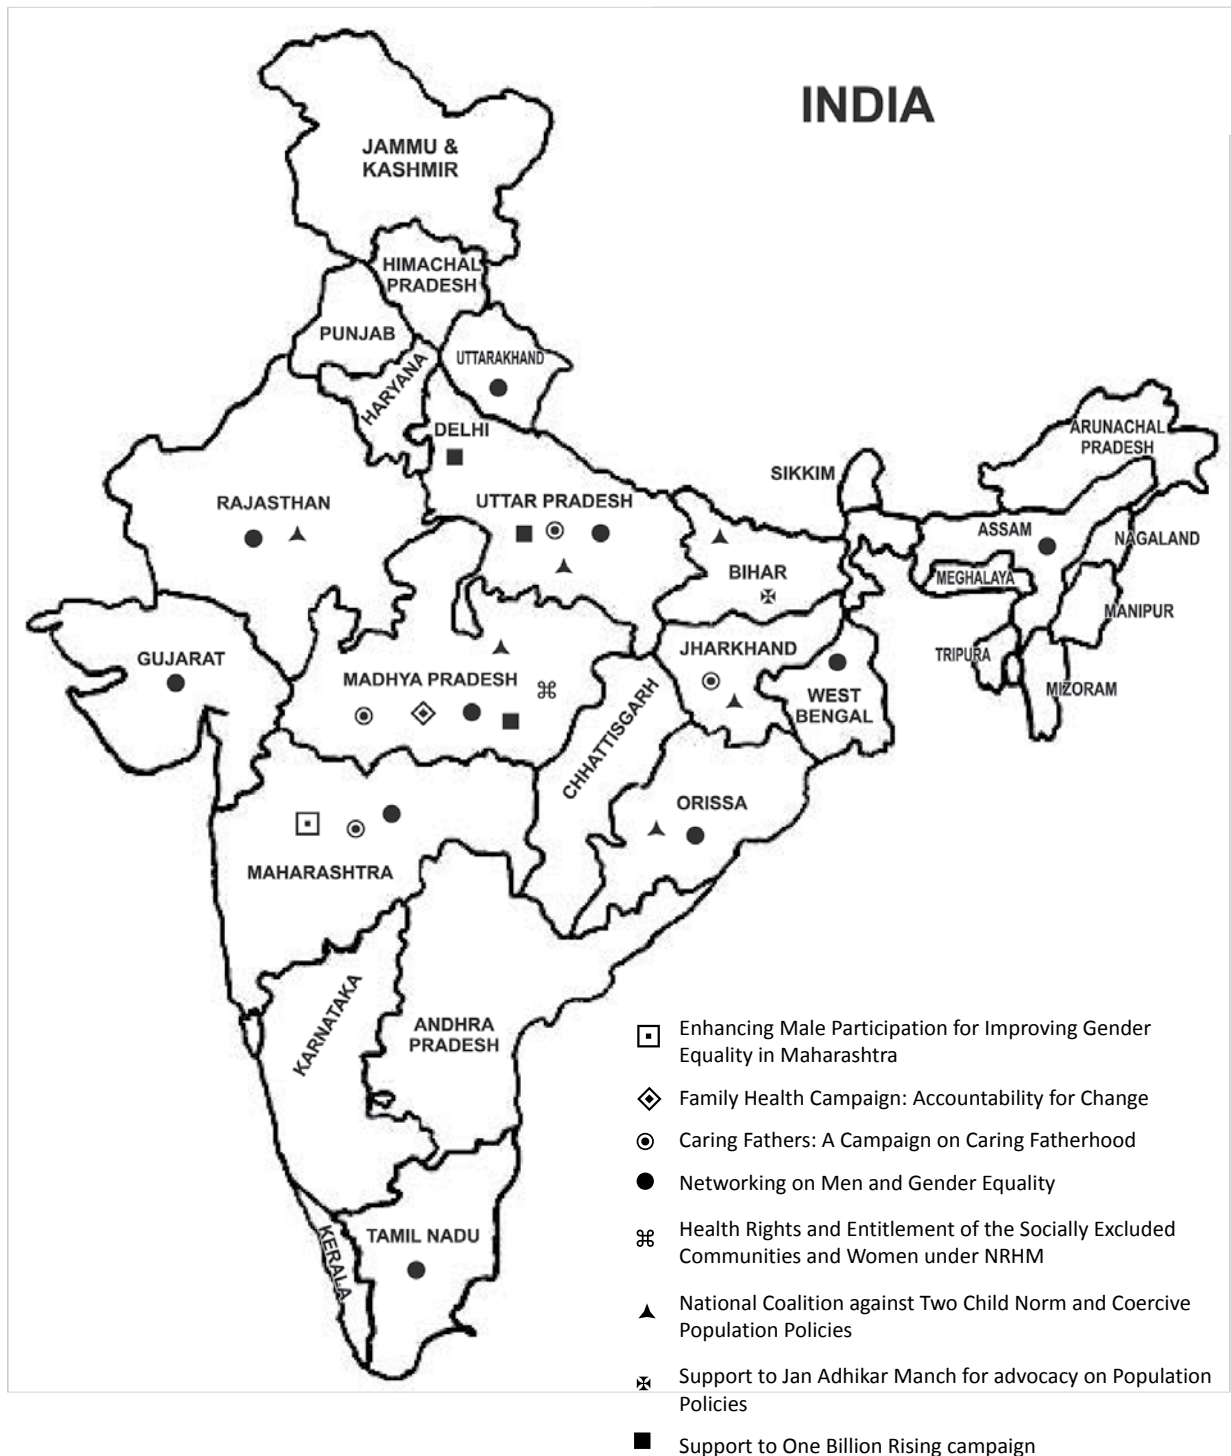 INDIA
JAMMU &
KASHMIR
HIMACHAL
PRADESH
PUNJAB
UTTARAKHAND
HARYANA
DELHI
ARUNACHAL
PRADESH
SIKKIM
RAJASTHAN
UTTAR PRADESH
ASSAM
NAGALAND
BIHAR
MEGHALAYA
MANIPUR
GUJARAT
MADHYA PRADESH
JHARKHAND
TRIPURA
MIZORAM
WEST
BENGAL
CHHATTISGARH
ORISSA
MAHARASHTRA
KARNATAKA
ANDHRA
PRADESH
TAMIL NADU
KERALA
Enhancing Male Participation for Improving Gender
Equality in Maharashtra
Family Health Campaign: Accountability for Change
Caring Fathers: A Campaign on Caring Fatherhood
Networking on Men and Gender Equality
Health Rights and Entitlement of the Socially Excluded
Communities and Women under NRHM
National Coalition against Two Child Norm and Coercive
Population Policies
Support to Jan Adhikar Manch for advocacy on Population
Policies
Support to One Billion Rising campaign